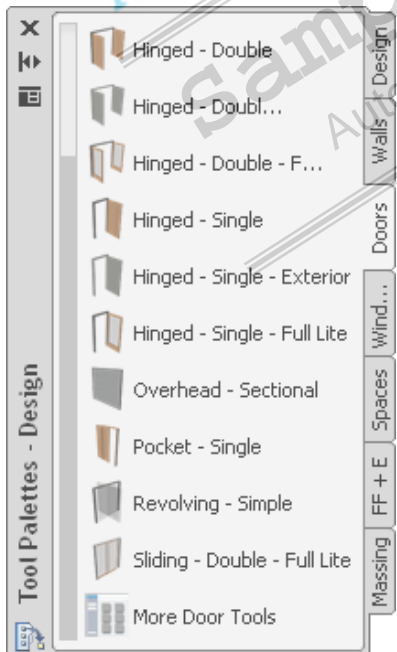 Hinged - Double
Hinged - Doubl...
Hinged - Double - F...
Hinged - Single
Hinged - Single - Exterior
Hinged - Single - Full Lite
Overhead - Sectional
Pocket - Single
Revolving - Simple
Sliding - Double - Full Lite
More Door Tools
Tool Palettes - Design
Design
Walls
Doors
Wind...
Spaces
FF + E
Massing
Samp
Auto